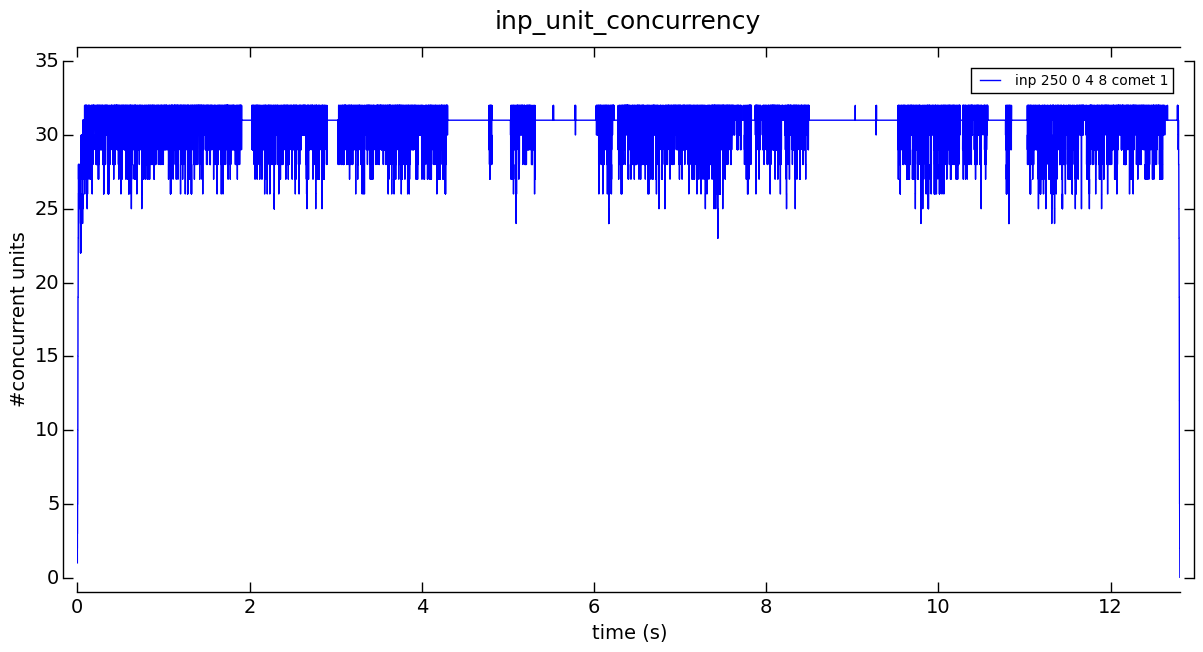 inp_unit_concurrency
35
30
25
20
15
10
5
0
#concurrent units
inp 250 0 4 8 comet 1
0 2 4 6 8 10 12
time (s)